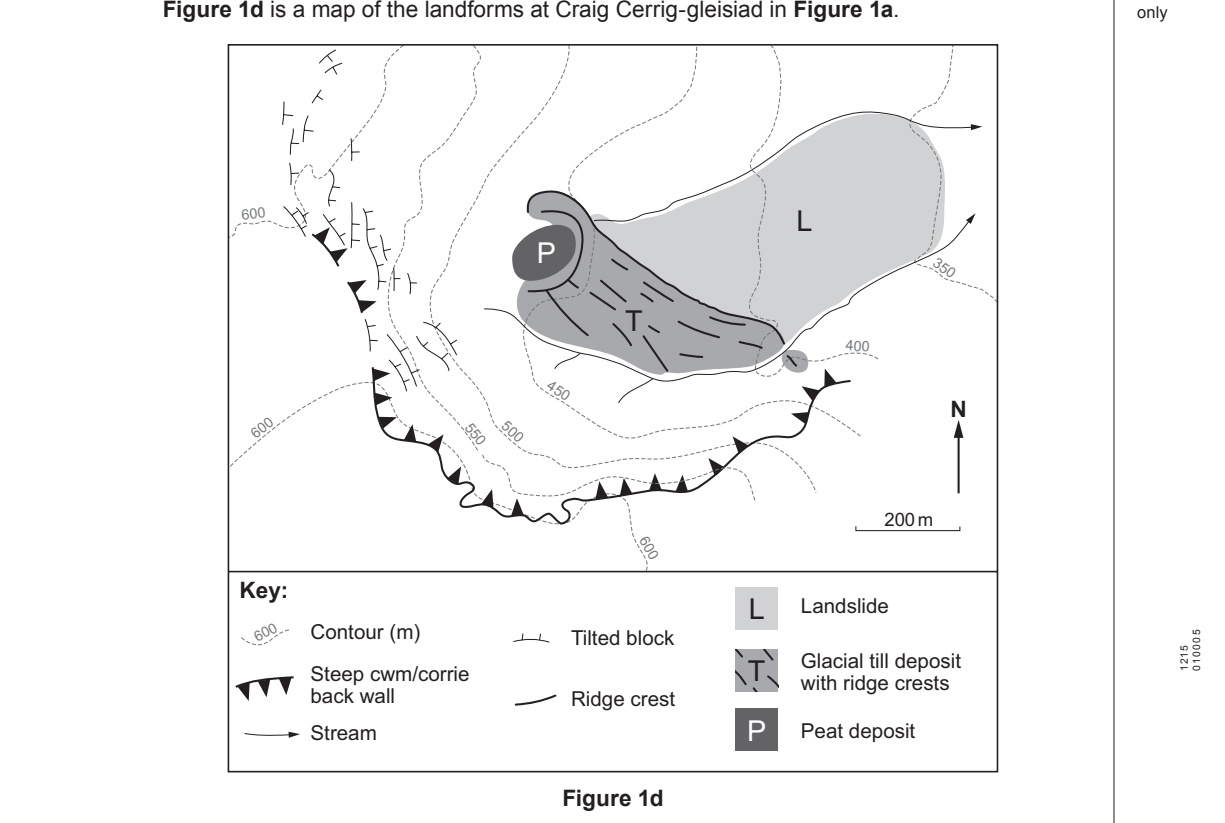 Figure 1d is a map of the landforms at Craig Cerrig-gleisiad in Figure 1a.
only
600
P
L
T
350
400
450
500
550
600
600
N
200 m
Key:
600
Contour (m)
Steep cwm/corrie
back wall
Stream
Tilted block
Ridge crest
L
Landslide
T
Glacial till deposit
with ridge crests
P
Peat deposit
1215
010005
Figure 1d